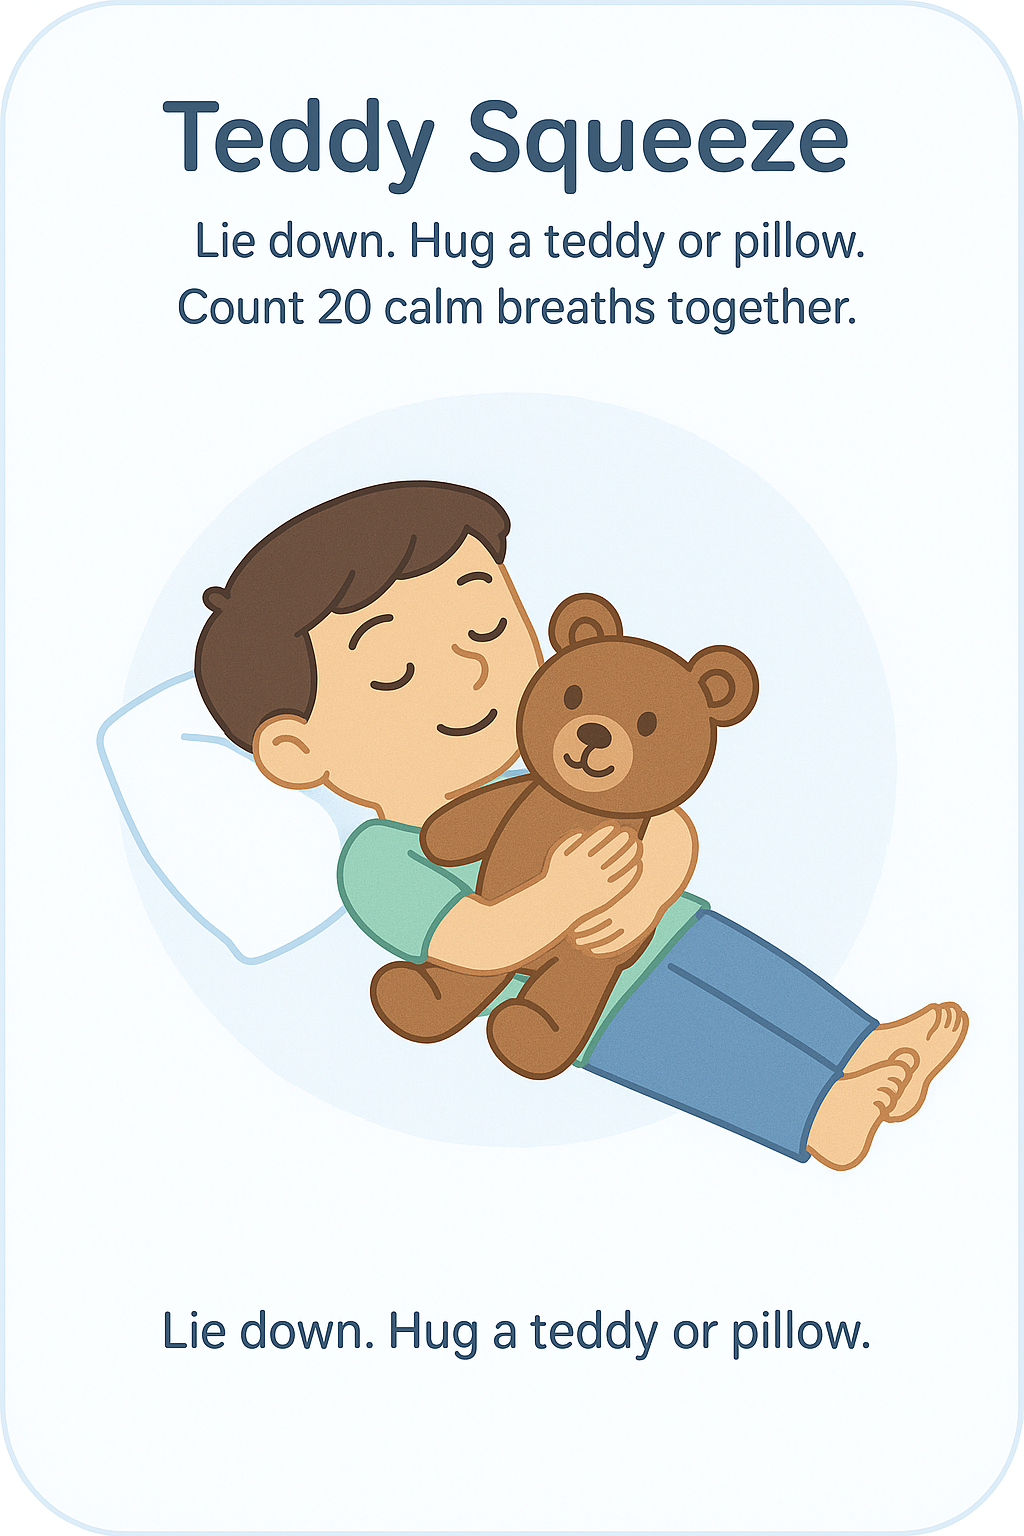 Teddy Squeeze
Lie down. Hug a teddy or pillow.
Count 20 calm breaths together.
Lie down. Hug a teddy or pillow.